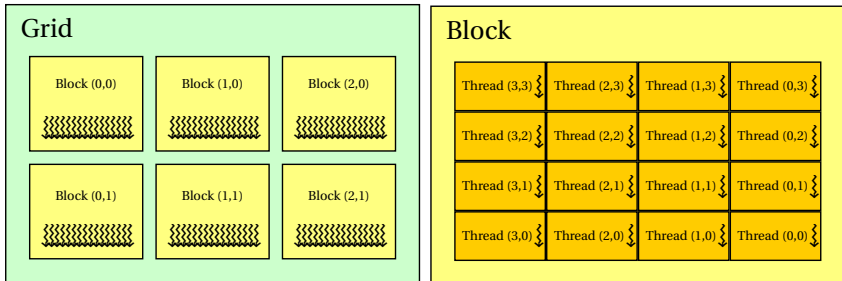 Grid
Block (0,0) Block (1,0) Block (2,0)
Block (0,1) Block (1,1) Block (2,1)
Block
Thread (3,3) Thread (2,3) Thread (1,3) Thread (0,3)
Thread (3,2) Thread (2,2) Thread (1,2) Thread (0,2)
Thread (3,1) Thread (2,1) Thread (1,1) Thread (0,1)
Thread (3,0) Thread (2,0) Thread (1,0) Thread (0,0)